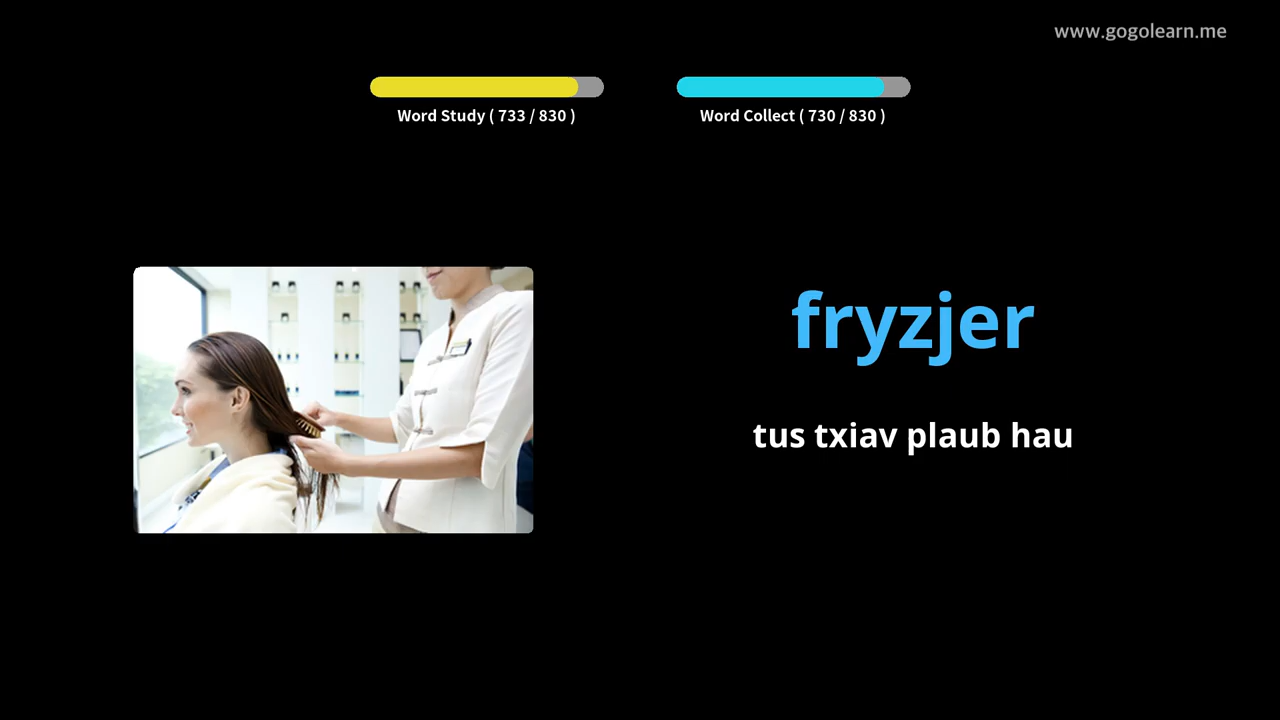 www.gogolearn.me
Word Study ( 733 / 830 )
Word Collect ( 730 / 830 )
fryzjer
tus txiav plaub hau